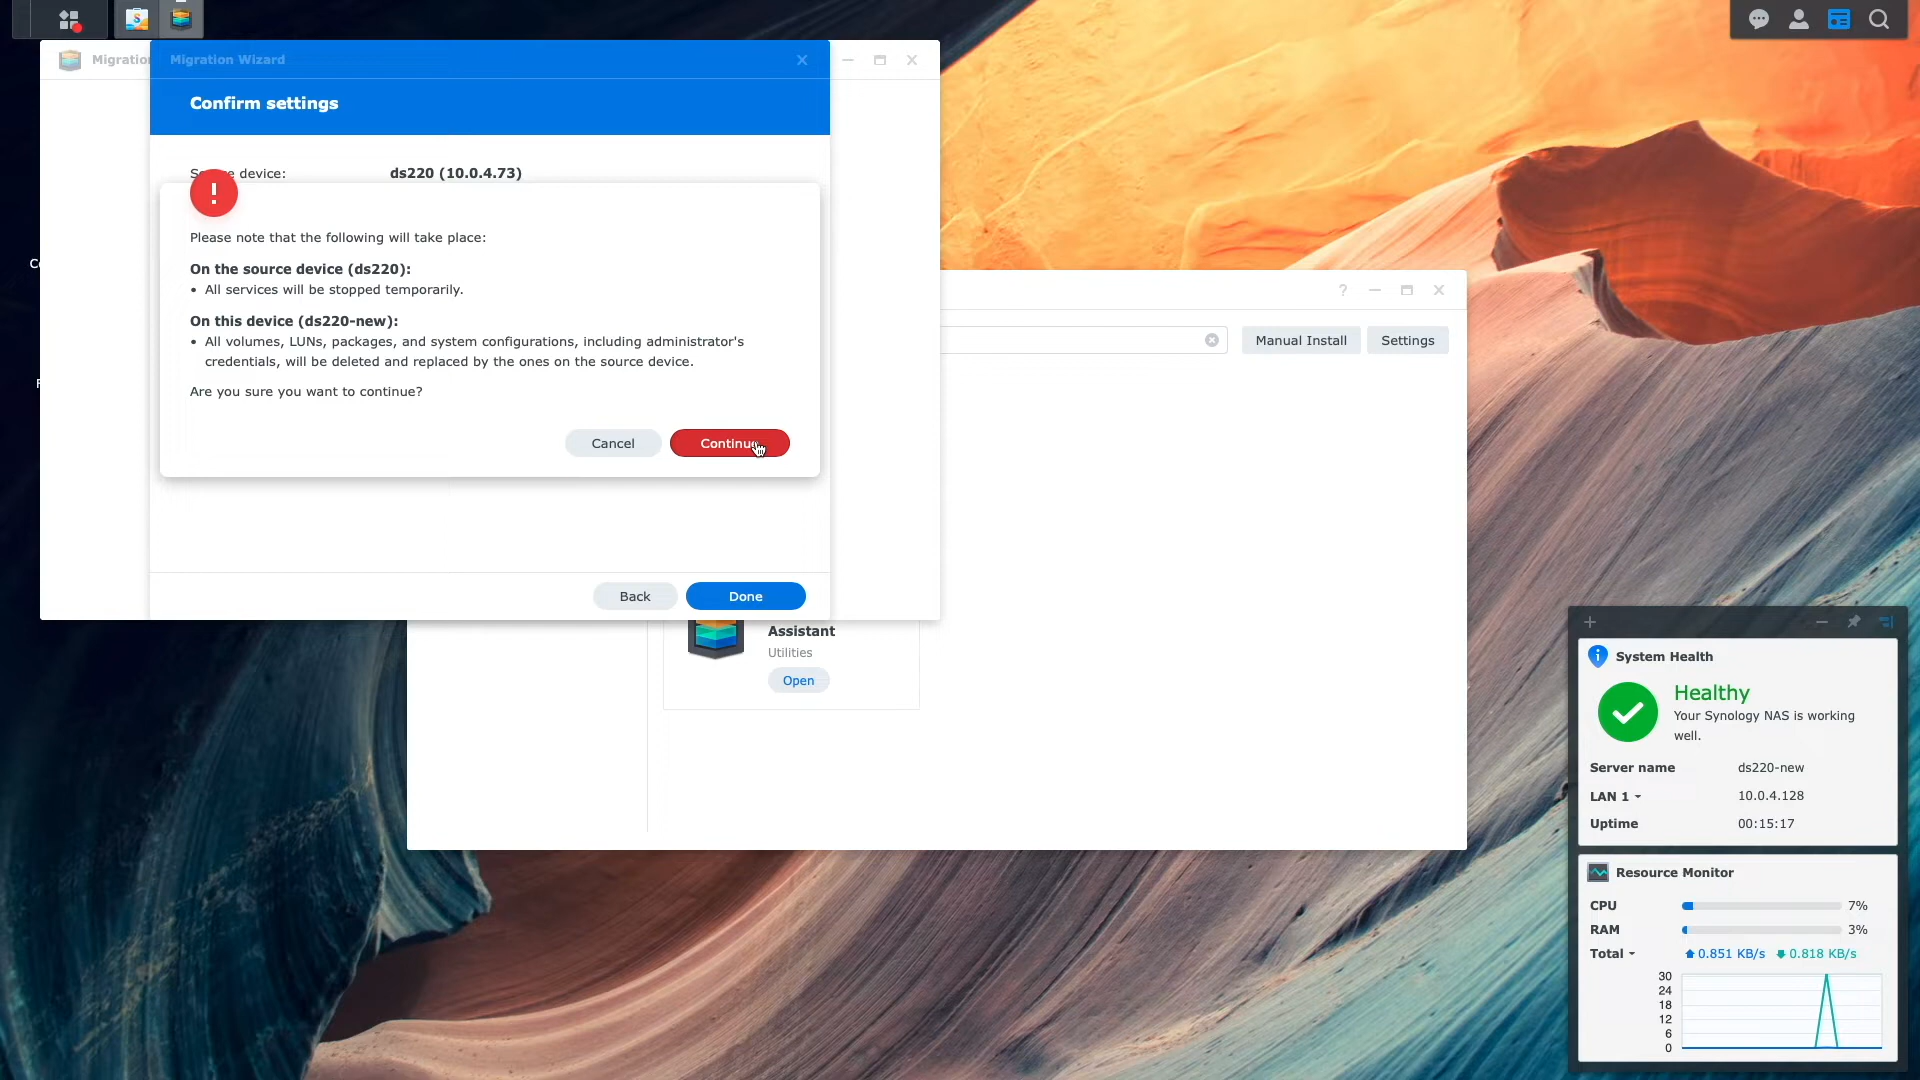 Migration Wizard
Confirm settings
device:
ds220 (10.0.4.73)
!
Please note that the following will take place:
On the source device (ds220):
• All services will be stopped temporarily.
On this device (ds220-new):
• All volumes, LUNs, packages, and system configurations, including administrator's
credentials, will be deleted and replaced by the ones on the source device.
Are you sure you want to continue?
Cancel
Continue
Back
Done
?
Manual Install
Settings
Assistant
Utilities
Open
System Health
Healthy
Your Synology NAS is working
well.
Server name
ds220-new
LAN 1
10.0.4.128
Uptime
00:15:17
Resource Monitor
CPU
7%
RAM
3%
Total
0.851 KB/s
0.818 KB/s
30
24
18
12
6
0